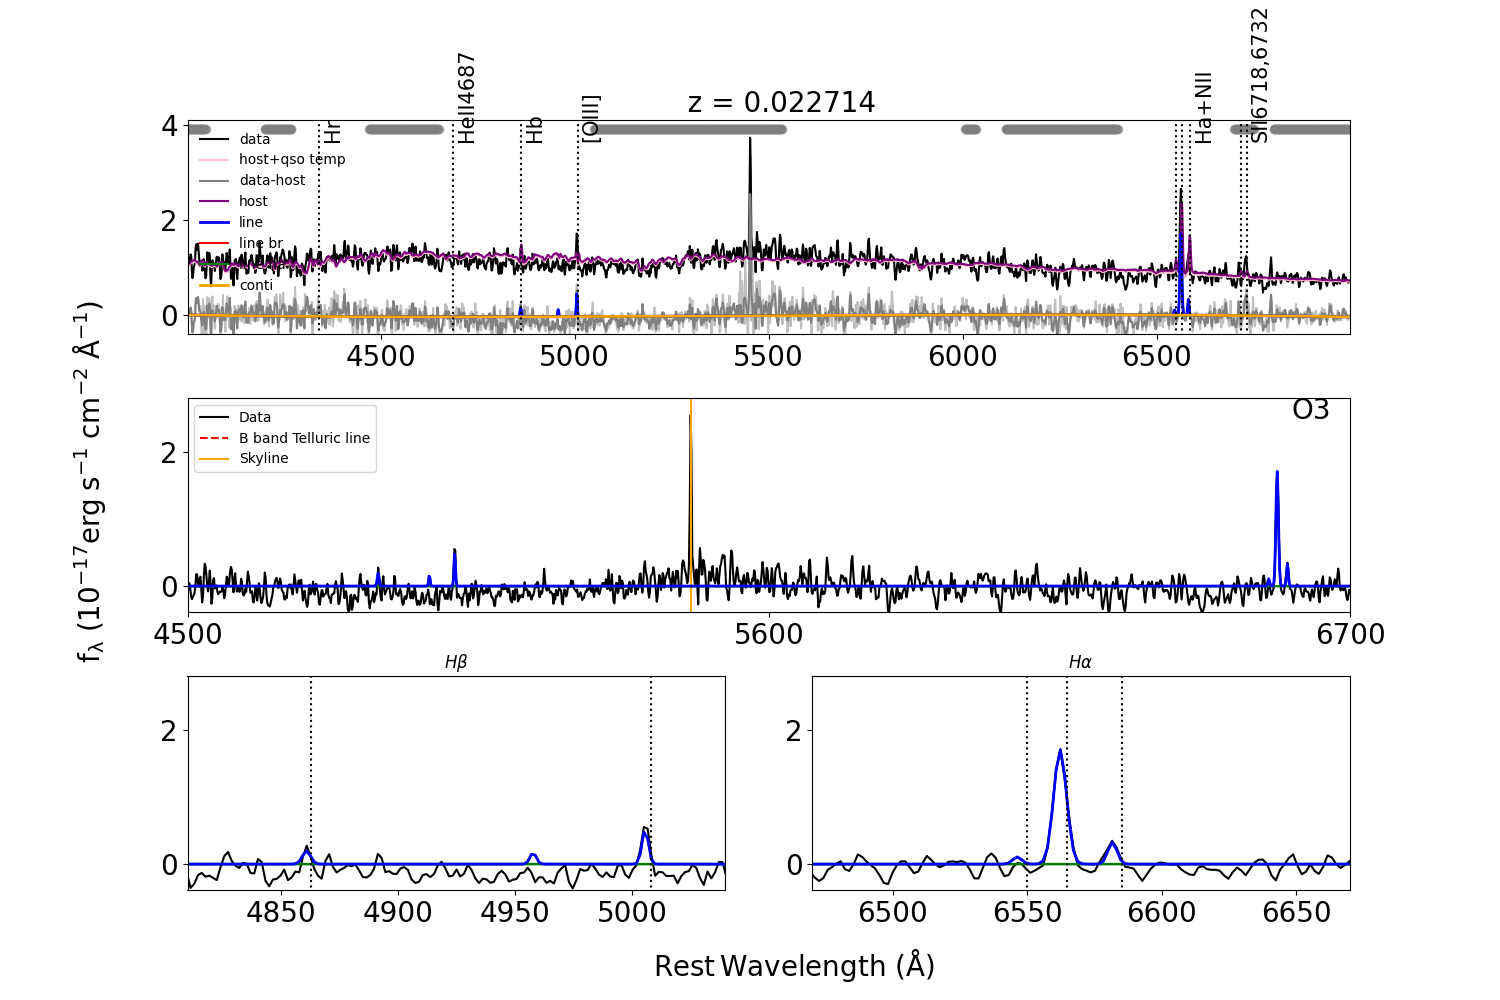 z = 0.022714
Hr
HeII4687
Hb
[OIII]
Ha+NII
SII6718,6732
data
host+qso temp
data-host
host
line
line br
conti
4
2
0
4500 5000 5500 6000 6500
fλ (10⁻¹⁷erg s⁻¹ cm⁻² Å⁻¹)
O3
Data
B band Telluric line
Skyline
2
0
4500 5600 6700
Hβ
2
0
4850 4900 4950 5000
Hα
2
0
6500 6550 6600 6650
Rest Wavelength (Å)